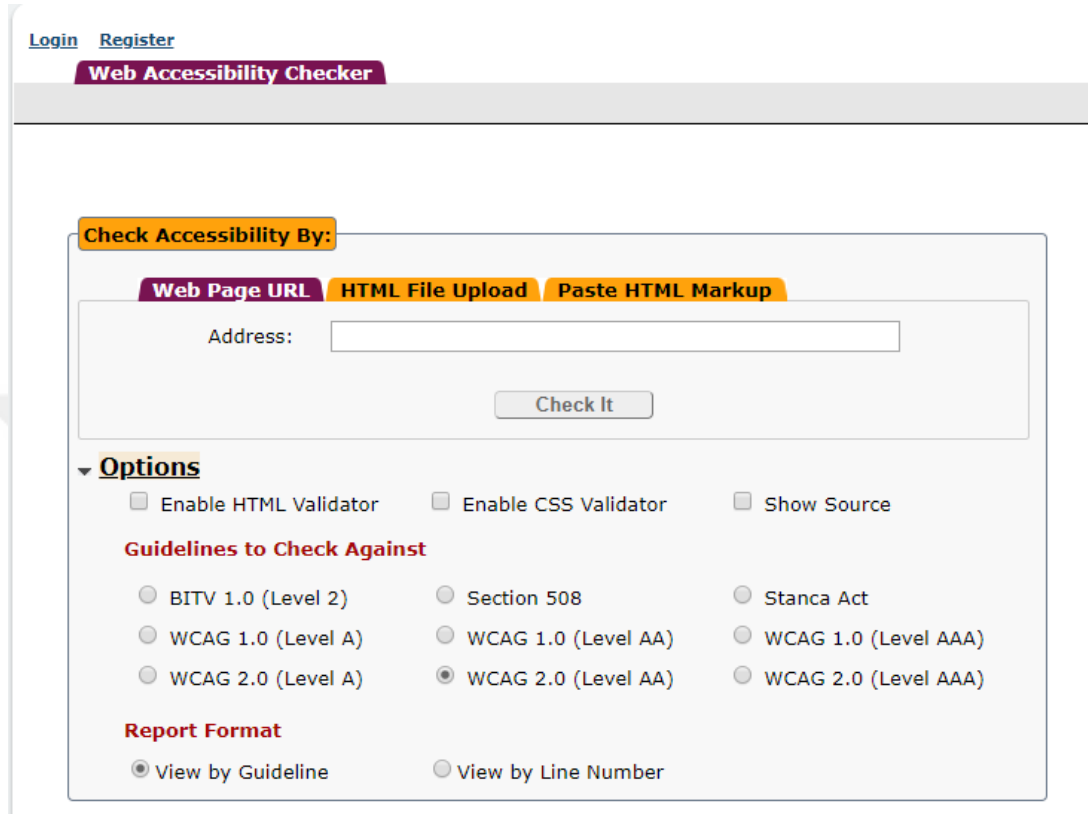 Login Register
Web Accessibility Checker
Check Accessibility By:
Web Page URL HTML File Upload Paste HTML Markup
Address:
Check It
Options
Enable HTML Validator Enable CSS Validator Show Source
Guidelines to Check Against
BITV 1.0 (Level 2) Section 508 Stanca Act
WCAG 1.0 (Level A) WCAG 1.0 (Level AA) WCAG 1.0 (Level AAA)
WCAG 2.0 (Level A) WCAG 2.0 (Level AA) WCAG 2.0 (Level AAA)
Report Format
View by Guideline View by Line Number